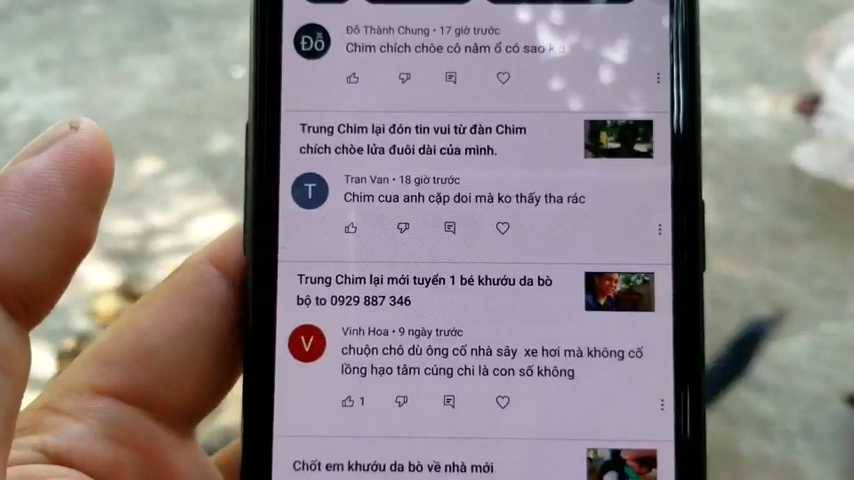 Đỗ
Đỗ Thành Chung • 17 giờ trước
Chim chích chòe cô nằm ổ có sao
Trung Chim lại đón tin vui từ đàn Chim
chích chòe lửa đuôi dài của mình.
T
Tran Van • 18 giờ trước
Chim cua anh cặp doi mà ko thấy tha rác
Trung Chim lại mới tuyển 1 bé khướu da bò
bộ to 0929 887 346
V
Vinh Hoa • 9 ngày trước
chuộn chô dù ông cố nhà sây xe hơi mà không cố
lồng hạo tâm cúng chi là con số không
1
Chốt em khướu da bò về nhà mới